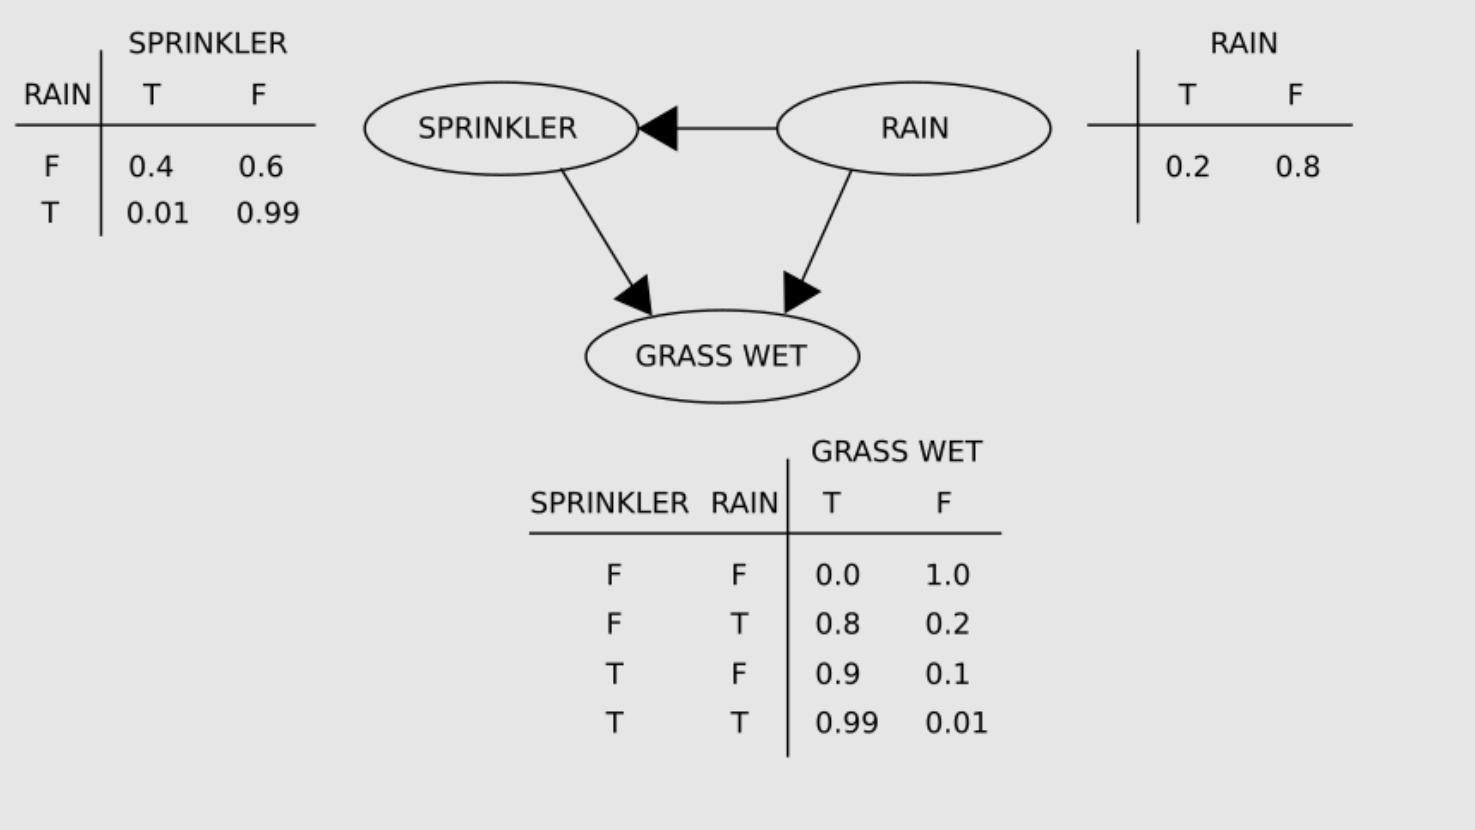 SPRINKLER
RAIN T F
F 0.4 0.6
T 0.01 0.99
SPRINKLER
RAIN
RAIN
T F
0.2 0.8
GRASS WET
GRASS WET
SPRINKLER RAIN T F
F F 0.0 1.0
F T 0.8 0.2
T F 0.9 0.1
T T 0.99 0.01